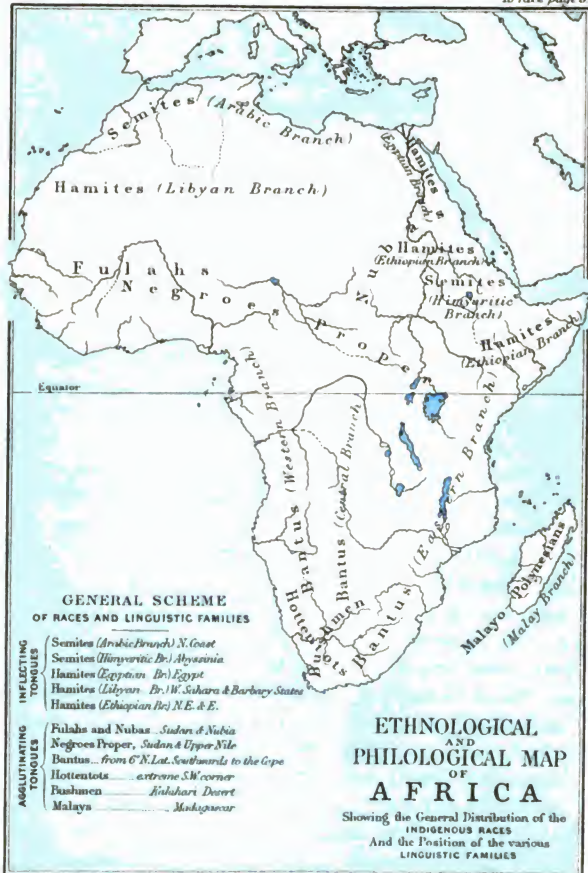 To face page
Semites (Arabic Branch)
Hamites (Libyan Branch)
Hamites
(Egyptian Branch)
Nubas
Hamites
(Ethiopian Branch)
Semites
(Himyaritic
Branch)
Fulahs
Negroes Proper
Hamites
(Ethiopian Branch)
Equator
Bantus (Western Branch)
Bantus (Central Branch)
Bantus (Eastern Branch)
Hottentots
Bushmen
Malayo Polynesians
(Malay Branch)
GENERAL SCHEME
OF RACES AND LINGUISTIC FAMILIES
INFLECTING
TONGUES
Semites (Arabic Branch) N. Coast
Semites (Himyaritic Br.) Abyssinia
Hamites (Egyptian Br.) Egypt
Hamites (Libyan Br.) W. Sahara & Barbary States
Hamites (Ethiopian Br.) N.E. & E.
AGGLUTINATING
TONGUES
Fulahs and Nubas Sudan & Nubia
Negroes Proper, Sudan & Upper Nile
Bantus ... from 6° N. Lat. Southwards to the Cape
Hottentots ........ extreme S.W. corner
Bushmen ........ Kalahari Desert
Malays ........ Madagascar
ETHNOLOGICAL
AND
PHILOLOGICAL MAP
OF
AFRICA
Showing the General Distribution of the
INDIGENOUS RACES
And the Position of the various
LINGUISTIC FAMILIES